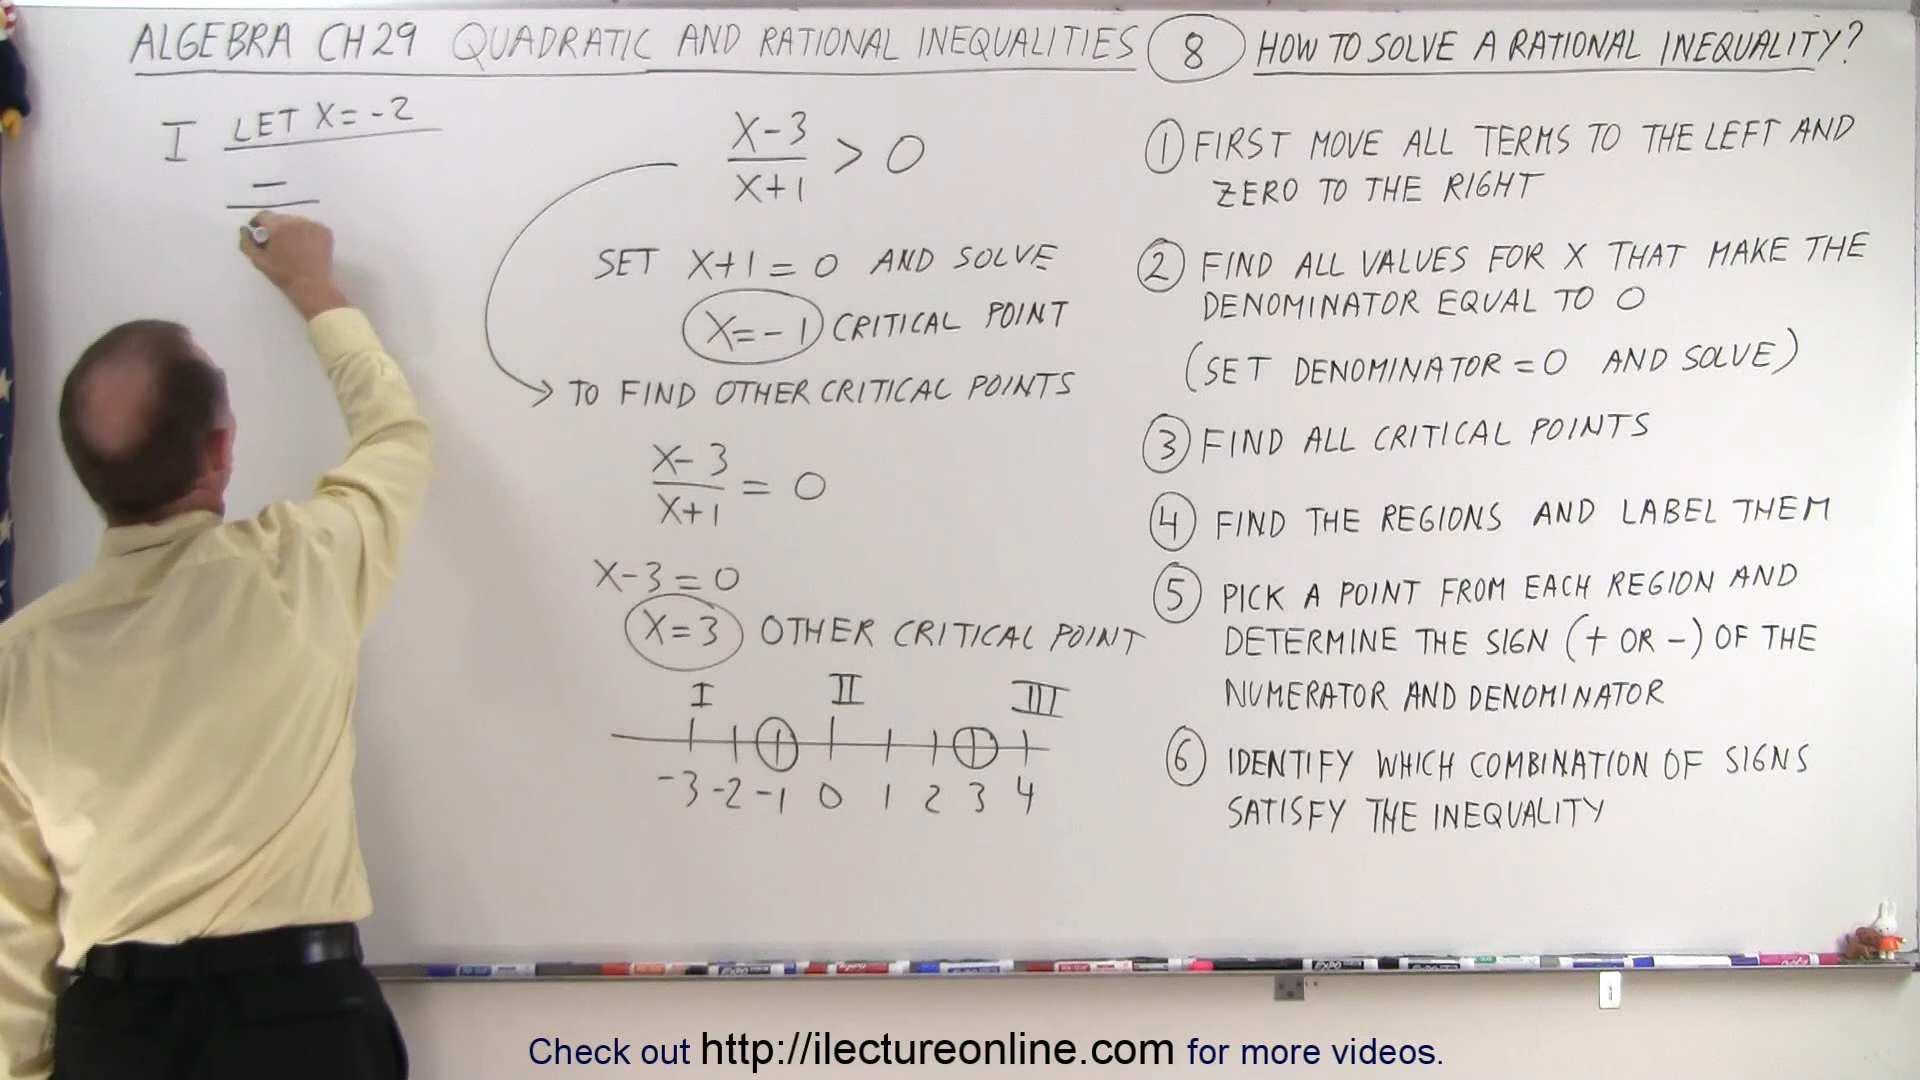 ALGEBRA CH 29 QUADRATIC AND RATIONAL INEQUALITIES 8 HOW TO SOLVE A RATIONAL INEQUALITY?
I LET X = -2
−
X-3
X+1
> 0
SET X+1 = 0 AND SOLVE
X = -1 CRITICAL POINT
TO FIND OTHER CRITICAL POINTS
X-3
X+1
= 0
X-3 = 0
X = 3 OTHER CRITICAL POINT
I II III
-3 -2 -1 0 1 2 3 4
1 FIRST MOVE ALL TERMS TO THE LEFT AND
ZERO TO THE RIGHT
2 FIND ALL VALUES FOR X THAT MAKE THE
DENOMINATOR EQUAL TO 0
(SET DENOMINATOR = 0 AND SOLVE)
3 FIND ALL CRITICAL POINTS
4 FIND THE REGIONS AND LABEL THEM
5 PICK A POINT FROM EACH REGION AND
DETERMINE THE SIGN (+ OR -) OF THE
NUMERATOR AND DENOMINATOR
6 IDENTIFY WHICH COMBINATION OF SIGNS
SATISFY THE INEQUALITY
Check out http://ilectureonline.com for more videos.